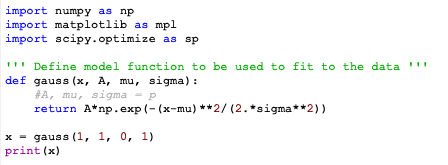 import numpy as np
import matplotlib as mpl
import scipy.optimize as sp
''' Define model function to be used to fit to the data '''
def gauss(x, A, mu, sigma):
    #A, mu, sigma = p
    return A*np.exp(-(x-mu)**2/(2.*sigma**2))
x = gauss(1, 1, 0, 1)
print(x)